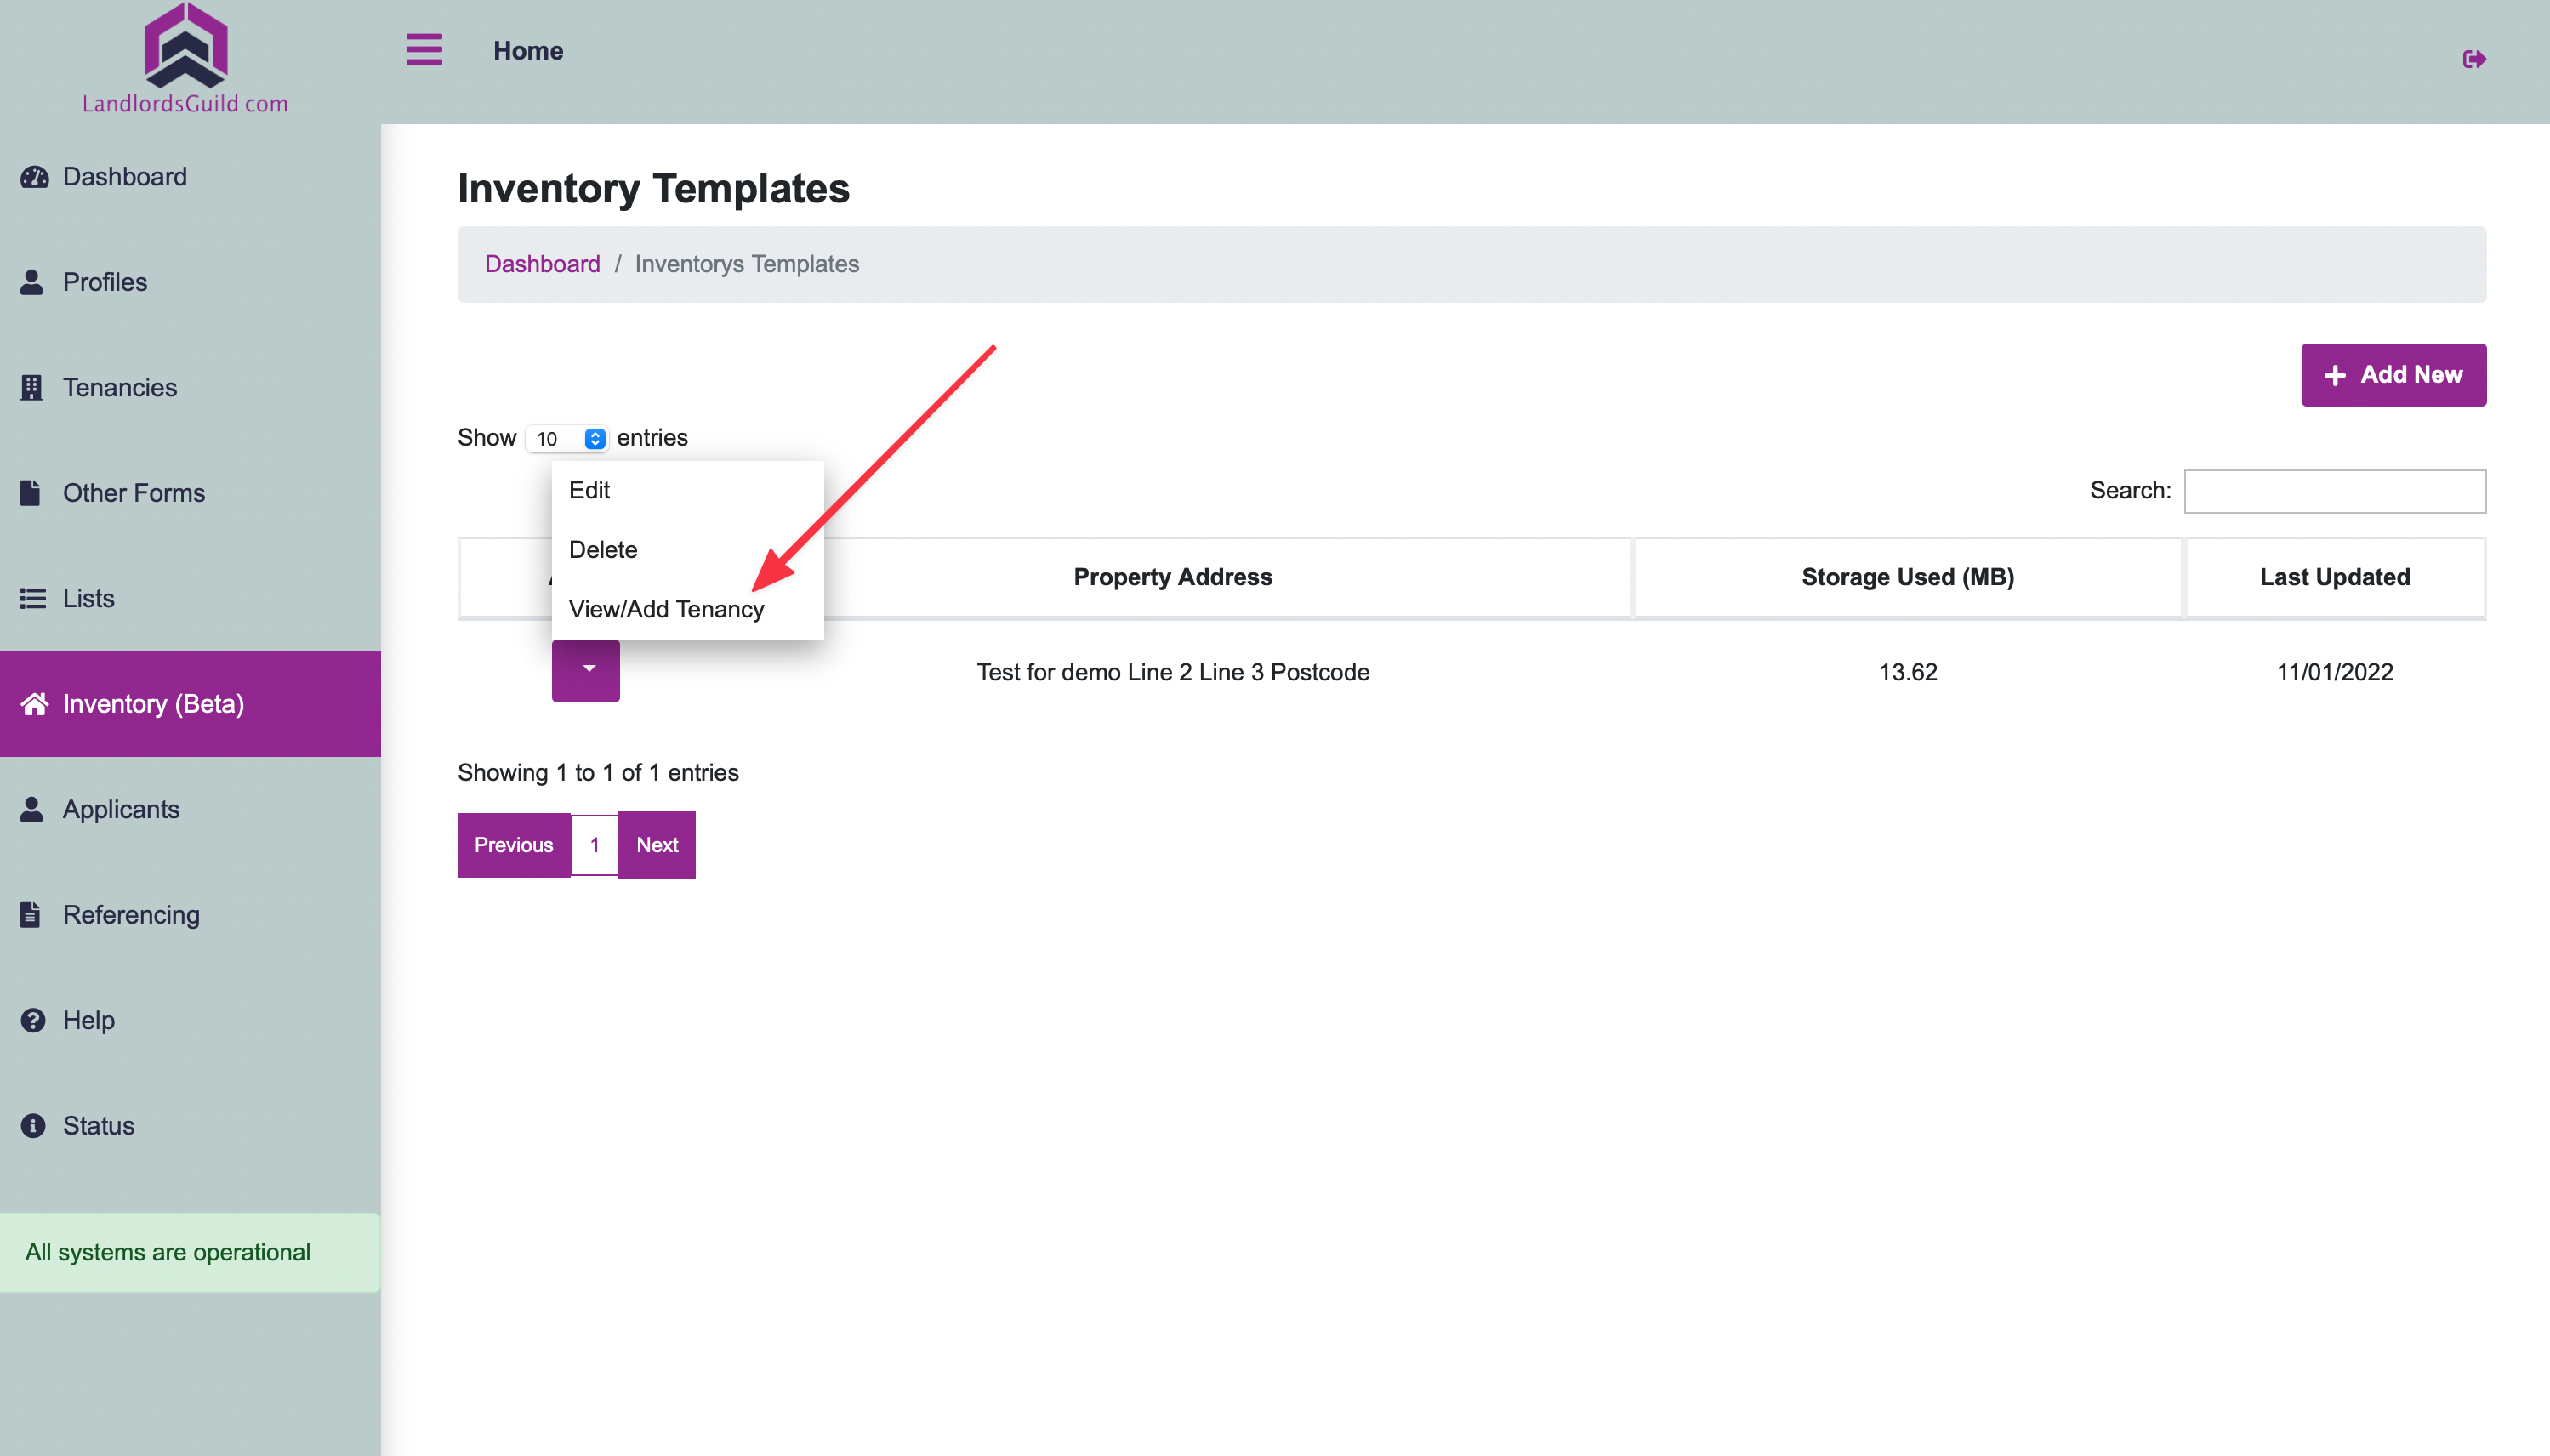 LandlordsGuild.com
Home
Dashboard
Profiles
Tenancies
Other Forms
Lists
Inventory (Beta)
Applicants
Referencing
Help
Status
All systems are operational
Inventory Templates
Dashboard / Inventorys Templates
Add New
Show 10 entries
Search:
Edit
Delete
View/Add Tenancy
Property Address Storage Used (MB) Last Updated
Test for demo Line 2 Line 3 Postcode 13.62 11/01/2022
Showing 1 to 1 of 1 entries
Previous 1 Next